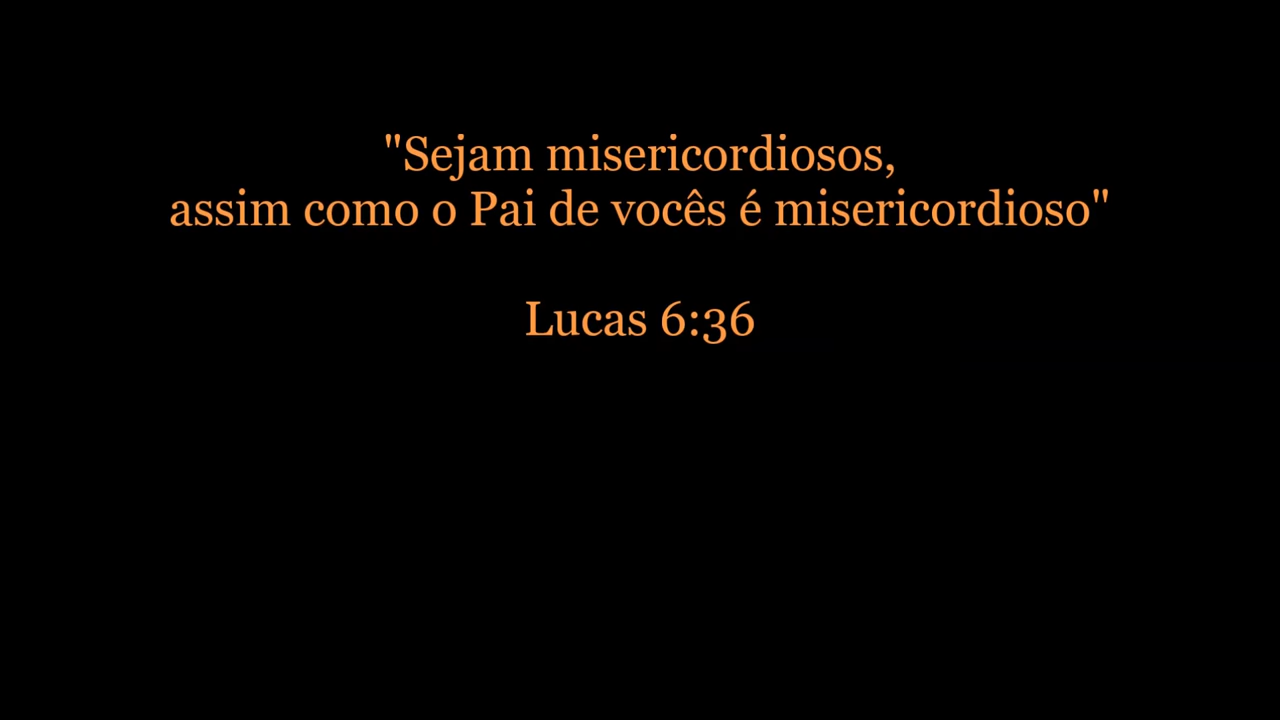 "Sejam misericordiosos,
assim como o Pai de vocês é misericordioso"
Lucas 6:36